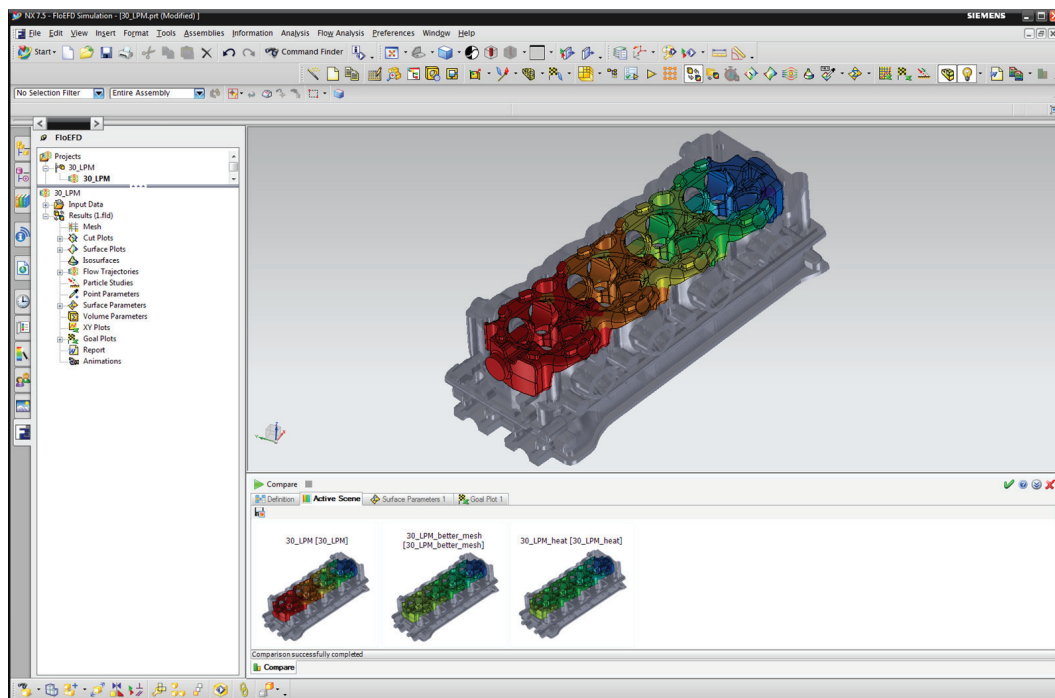 NX 7.5 - FloEFD Simulation - [30_LPM.prt (Modified) ]
SIEMENS
File Edit View Insert Format Tools Assemblies Information Analysis Flow Analysis Preferences Window Help
Start
Command Finder
No Selection Filter
Entire Assembly
FloEFD
Projects
30_LPM
30_LPM
30_LPM
Input Data
Results (1.fld)
Mesh
Cut Plots
Surface Plots
Isosurfaces
Flow Trajectories
Particle Studies
Point Parameters
Surface Parameters
Volume Parameters
XY Plots
Goal Plots
Report
Animations
Compare
Definition Active Scene Surface Parameters 1 Goal Plot 1
30_LPM [30_LPM]
30_LPM_better_mesh
[30_LPM_better_mesh]
30_LPM_heat [30_LPM_heat]
Comparison successfully completed
Compare